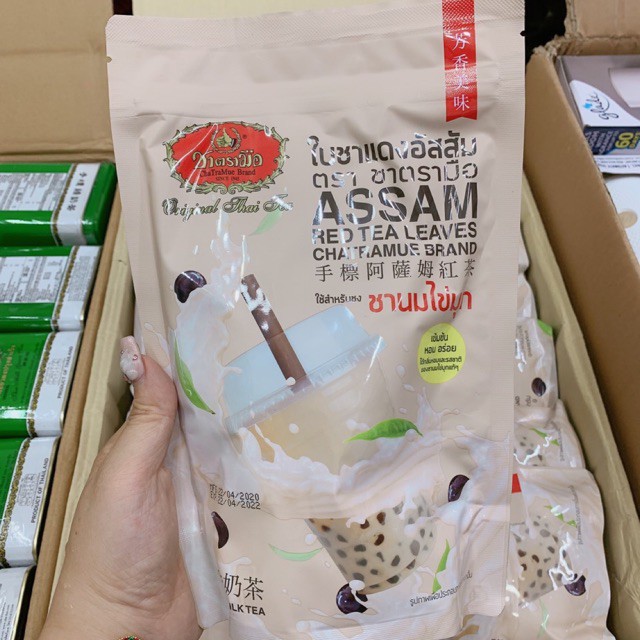 芳香美味
ชาตรามือ
ChaTraMue Brand
Original Thai Tea
ใบชาแดงอัสสัม
ตรา ชาตรามือ
ASSAM
RED TEA LEAVES
CHATRAMUE BRAND
手標阿薩姆紅茶
ใช้สำหรับชง ชานมไข่มุก
เข้มข้น
หอม อร่อย
/04/2020
/04/2022
奶茶
MILK TEA
PRODUCT OF THAILAND